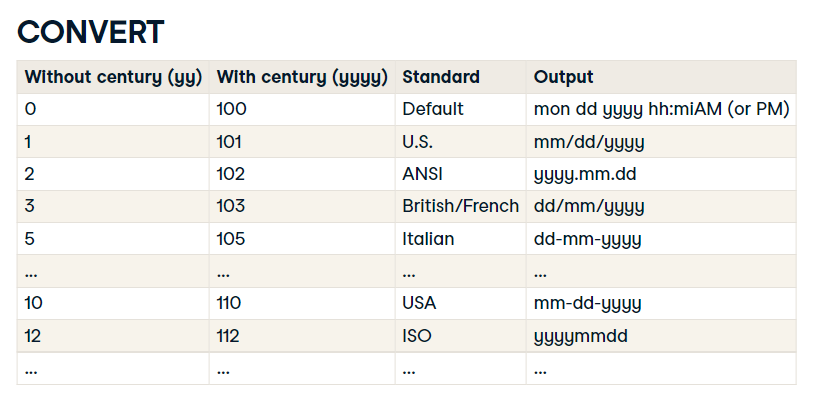 CONVERT
Without century (yy) With century (yyyy) Standard Output
0 100 Default mon dd yyyy hh:miAM (or PM)
1 101 U.S. mm/dd/yyyy
2 102 ANSI yyyy.mm.dd
3 103 British/French dd/mm/yyyy
5 105 Italian dd-mm-yyyy
... ... ... ...
10 110 USA mm-dd-yyyy
12 112 ISO yyyymmdd
... ... ... ...